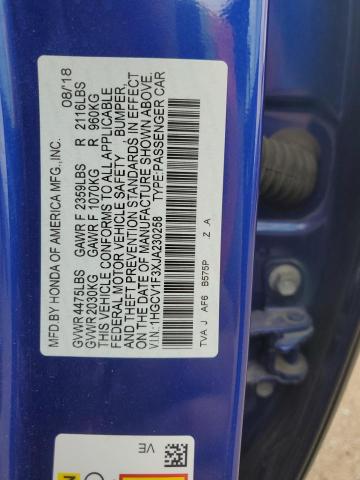 MFD BY HONDA OF AMERICA MFG.,INC. 08/18
GVWR 4475LBS GAWR F 2359LBS R 2116LBS
GVWR 2030KG GAWR F 1070KG R 960KG
THIS VEHICLE CONFORMS TO ALL APPLICABLE
FEDERAL MOTOR VEHICLE SAFETY BUMPER,
AND THEFT PREVENTION STANDARDS IN EFFECT
ON THE DATE OF MANUFACTURE SHOWN ABOVE.
V.I.N.: 1HGCV1F3XJA230258 TYPE:PASSENGER CAR
TVA J AF6 B575P Z A
VE